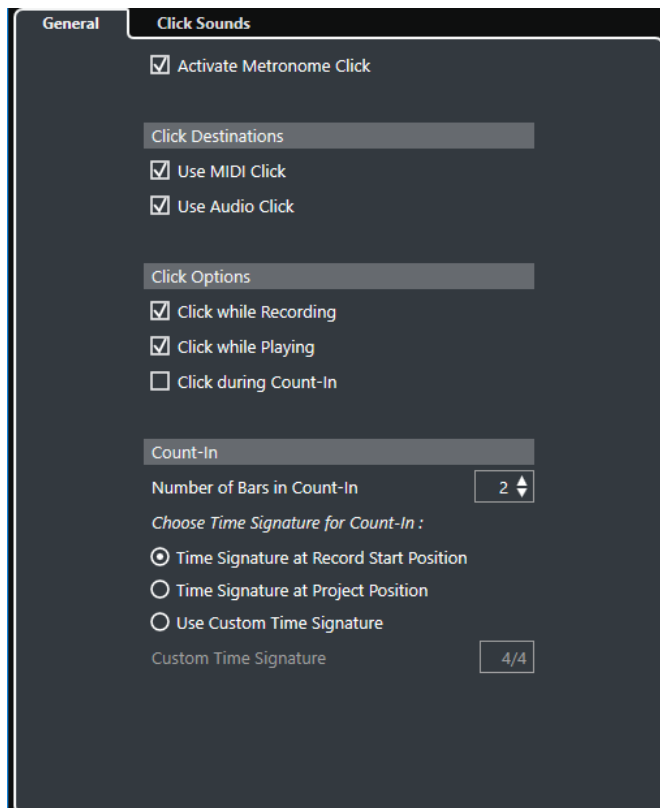 General Click Sounds
Activate Metronome Click
Click Destinations
Use MIDI Click
Use Audio Click
Click Options
Click while Recording
Click while Playing
Click during Count-In
Count-In
Number of Bars in Count-In 2
Choose Time Signature for Count-In :
Time Signature at Record Start Position
Time Signature at Project Position
Use Custom Time Signature
Custom Time Signature 4/4